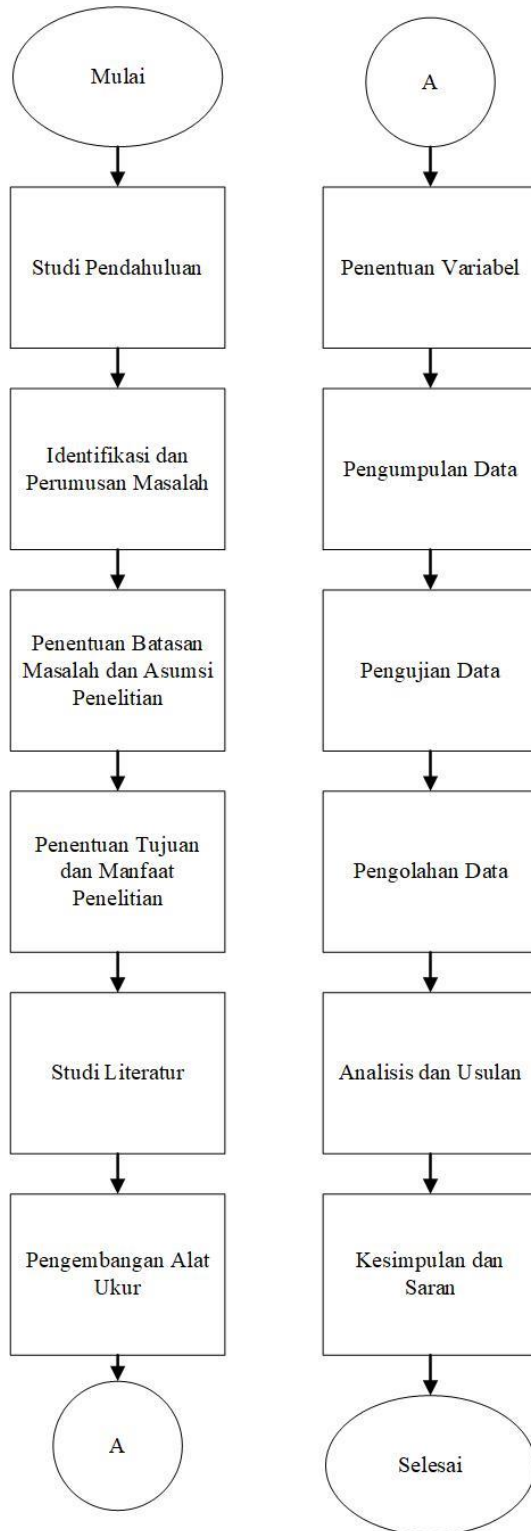 Mulai
Studi Pendahuluan
Identifikasi dan
Perumusan Masalah
Penentuan Batasan
Masalah dan Asumsi
Penelitian
Penentuan Tujuan
dan Manfaat
Penelitian
Studi Literatur
Pengembangan Alat
Ukur
A
A
Penentuan Variabel
Pengumpulan Data
Pengujian Data
Pengolahan Data
Analisis dan Usulan
Kesimpulan dan
Saran
Selesai